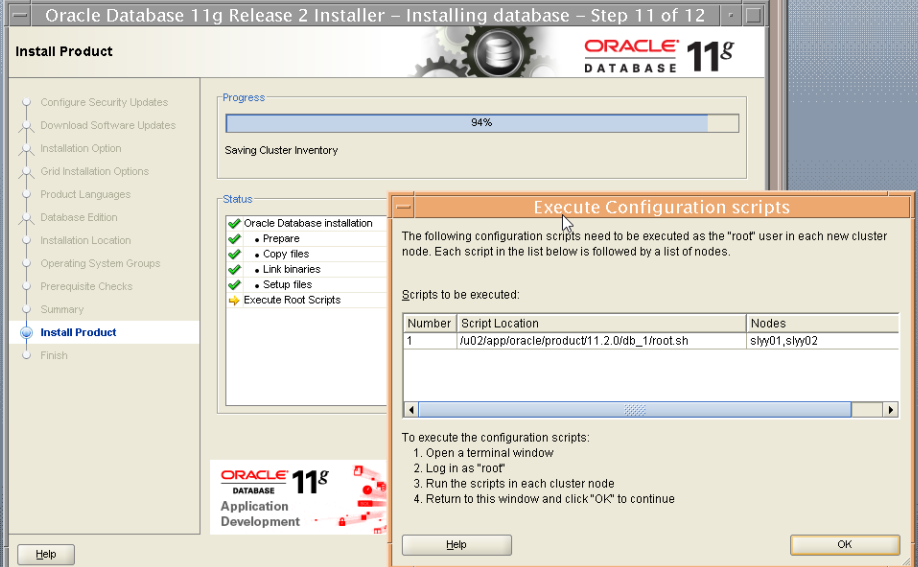 Oracle Database 11g Release 2 Installer – Installing database – Step 11 of 12
Install Product
ORACLE
DATABASE 11g
Configure Security Updates
Download Software Updates
Installation Option
Grid Installation Options
Product Languages
Database Edition
Installation Location
Operating System Groups
Prerequisite Checks
Summary
Install Product
Finish
Progress
94%
Saving Cluster Inventory
Status
Oracle Database installation
• Prepare
• Copy files
• Link binaries
• Setup files
Execute Root Scripts
ORACLE
DATABASE 11g
Application
Development
Help
Execute Configuration scripts
The following configuration scripts need to be executed as the "root" user in each new cluster
node. Each script in the list below is followed by a list of nodes.
Scripts to be executed:
Number Script Location Nodes
1 /u02/app/oracle/product/11.2.0/db_1/root.sh slyy01,slyy02
To execute the configuration scripts:
1. Open a terminal window
2. Log in as "root"
3. Run the scripts in each cluster node
4. Return to this window and click "OK" to continue
Help OK